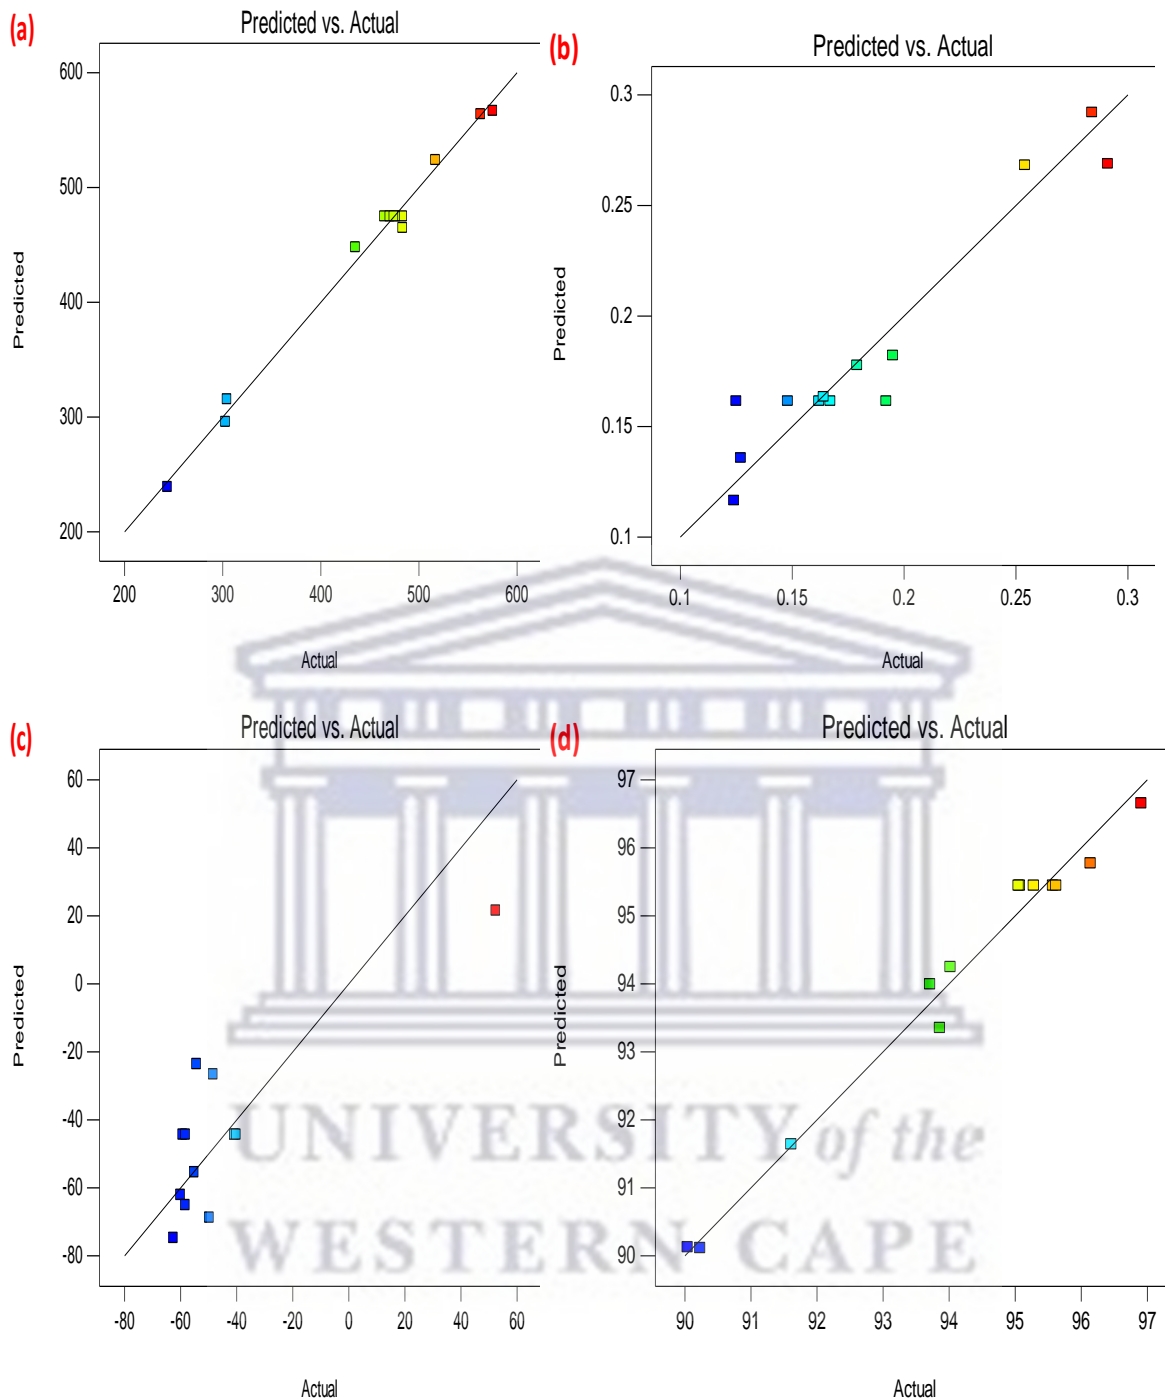 (a)
Predicted vs. Actual
600
500
400
300
200
Predicted
200 300 400 500 600
Actual
(b)
Predicted vs. Actual
0.3
0.25
0.2
0.15
0.1
Predicted
0.1 0.15 0.2 0.25 0.3
Actual
(c)
Predicted vs. Actual
60
40
20
0
-20
-40
-60
-80
Predicted
-80 -60 -40 -20 0 20 40 60
Actual
(d)
Predicted vs. Actual
97
96
95
94
93
92
91
90
Predicted
90 91 92 93 94 95 96 97
Actual
UNIVERSITY of the
WESTERN CAPE